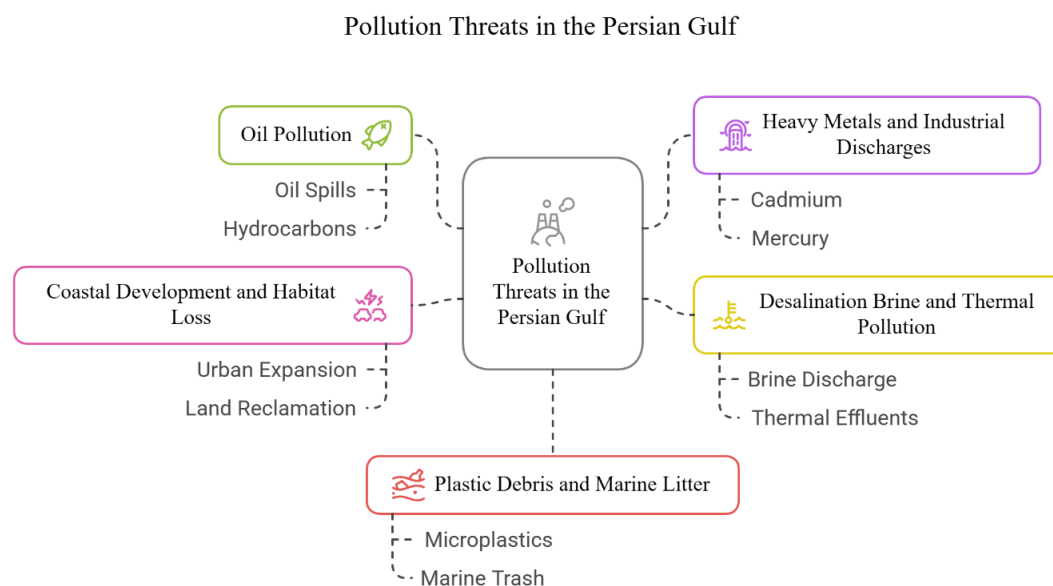 Pollution Threats in the Persian Gulf
Oil Pollution
Oil Spills
Hydrocarbons
Coastal Development and Habitat
Loss
Urban Expansion
Land Reclamation
Pollution
Threats in the
Persian Gulf
Heavy Metals and Industrial
Discharges
Cadmium
Mercury
Desalination Brine and Thermal
Pollution
Brine Discharge
Thermal Effluents
Plastic Debris and Marine Litter
Microplastics
Marine Trash